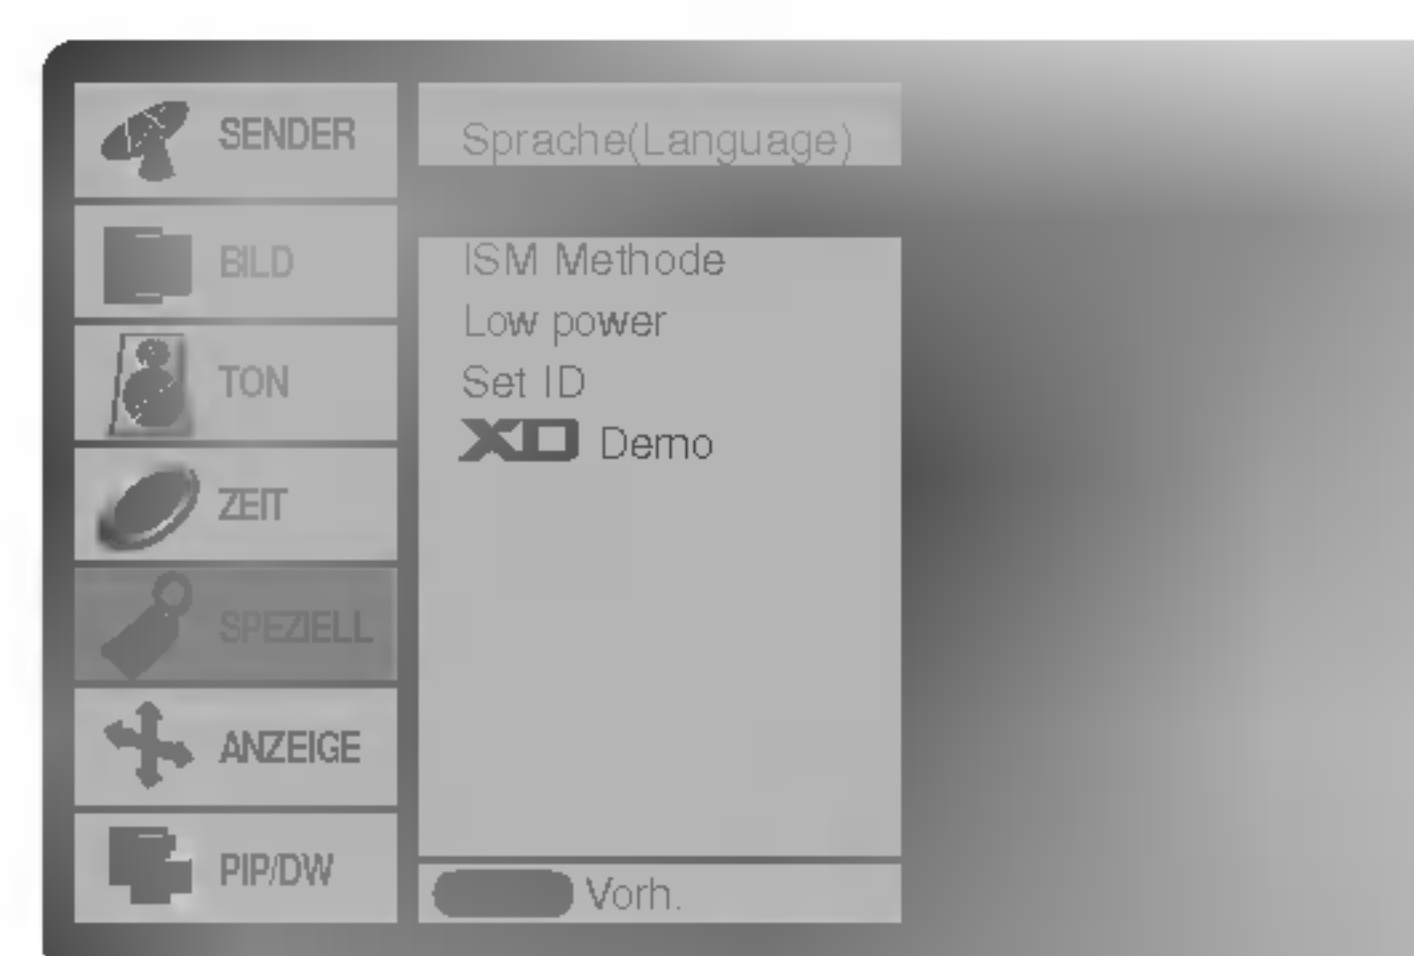 SENDER
BILD
TON
ZEIT
SPEZIELL
ANZEIGE
PIP/DW
Sprache(Language)
ISM Methode
Low power
Set ID
XD Demo
Vorh.